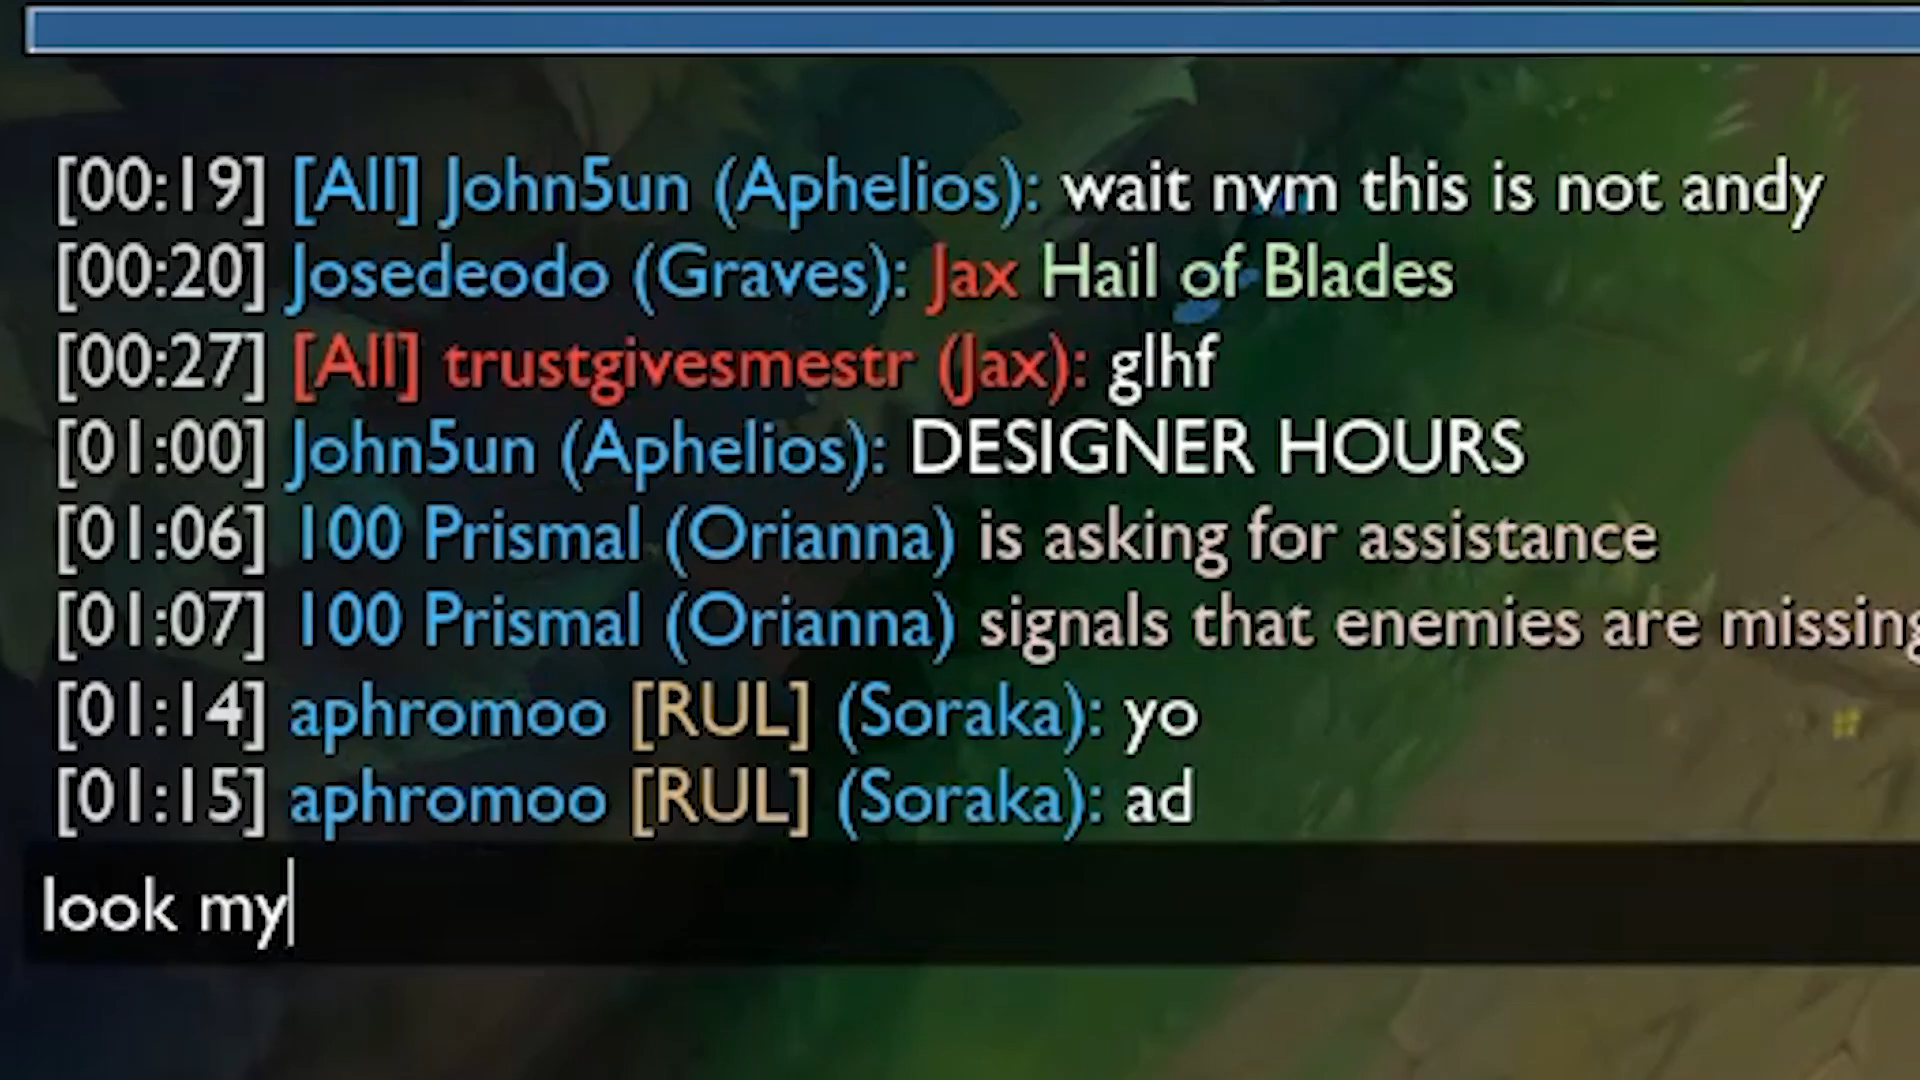 [00:19] [All] John5un (Aphelios): wait nvm this is not andy
[00:20] Josedeodo (Graves): Jax Hail of Blades
[00:27] [All] trustgivesmestr (Jax): glhf
[01:00] John5un (Aphelios): DESIGNER HOURS
[01:06] 100 Prismal (Orianna) is asking for assistance
[01:07] 100 Prismal (Orianna) signals that enemies are missing
[01:14] aphromoo [RUL] (Soraka): yo
[01:15] aphromoo [RUL] (Soraka): ad
look my